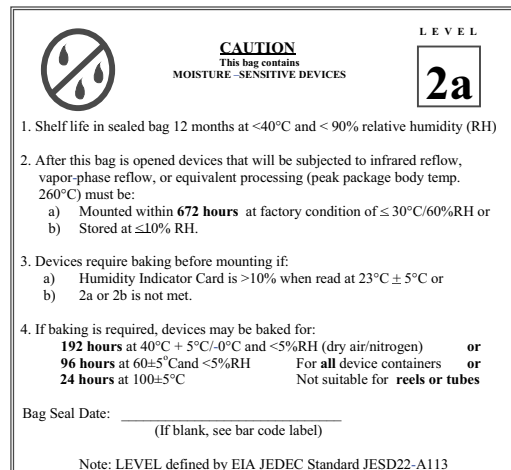 LEVEL
CAUTION
This bag contains
MOISTURE –SENSITIVE DEVICES
2a
1. Shelf life in sealed bag 12 months at <40°C and < 90% relative humidity (RH)
2. After this bag is opened devices that will be subjected to infrared reflow,
vapor-phase reflow, or equivalent processing (peak package body temp.
260°C) must be:
a) Mounted within 672 hours at factory condition of ≤ 30°C/60%RH or
b) Stored at ≤10% RH.
3. Devices require baking before mounting if:
a) Humidity Indicator Card is >10% when read at 23°C ± 5°C or
b) 2a or 2b is not met.
4. If baking is required, devices may be baked for:
192 hours at 40°C + 5°C/-0°C and <5%RH (dry air/nitrogen) or
96 hours at 60±5°Cand <5%RH For all device containers or
24 hours at 100±5°C Not suitable for reels or tubes
Bag Seal Date: ______________________________
(If blank, see bar code label)
Note: LEVEL defined by EIA JEDEC Standard JESD22-A113